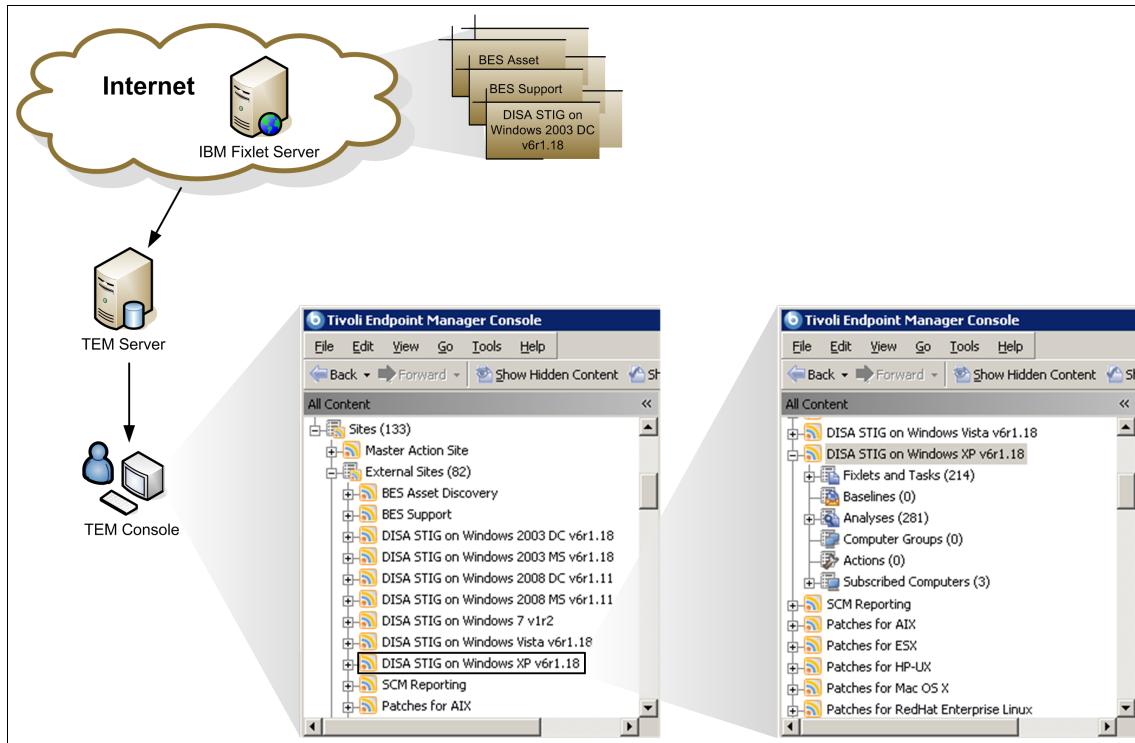 Internet
IBM Fixlet Server
BES Asset
BES Support
DISA STIG on
Windows 2003 DC
v6r1.18
TEM Server
TEM Console
Tivoli Endpoint Manager Console
File Edit View Go Tools Help
Back Forward Show Hidden Content Sh
All Content «
Sites (133)
Master Action Site
External Sites (82)
BES Asset Discovery
BES Support
DISA STIG on Windows 2003 DC v6r1.18
DISA STIG on Windows 2003 MS v6r1.18
DISA STIG on Windows 2008 DC v6r1.11
DISA STIG on Windows 2008 MS v6r1.11
DISA STIG on Windows 7 v1r2
DISA STIG on Windows Vista v6r1.18
DISA STIG on Windows XP v6r1.18
SCM Reporting
Patches for AIX
Tivoli Endpoint Manager Console
File Edit View Go Tools Help
Back Forward Show Hidden Content S
All Content «
DISA STIG on Windows Vista v6r1.18
DISA STIG on Windows XP v6r1.18
Fixlets and Tasks (214)
Baselines (0)
Analyses (281)
Computer Groups (0)
Actions (0)
Subscribed Computers (3)
SCM Reporting
Patches for AIX
Patches for ESX
Patches for HP-UX
Patches for Mac OS X
Patches for RedHat Enterprise Linux